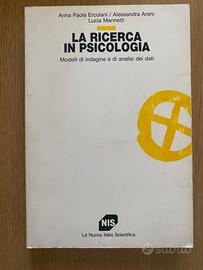 Anna Paola Ercolani / Alessandra Areni
Lucia Mannetti
LA RICERCA
IN PSICOLOGIA
Modelli di indagine e di analisi dei dati
NIS
La Nuova Italia Scientifica
subito